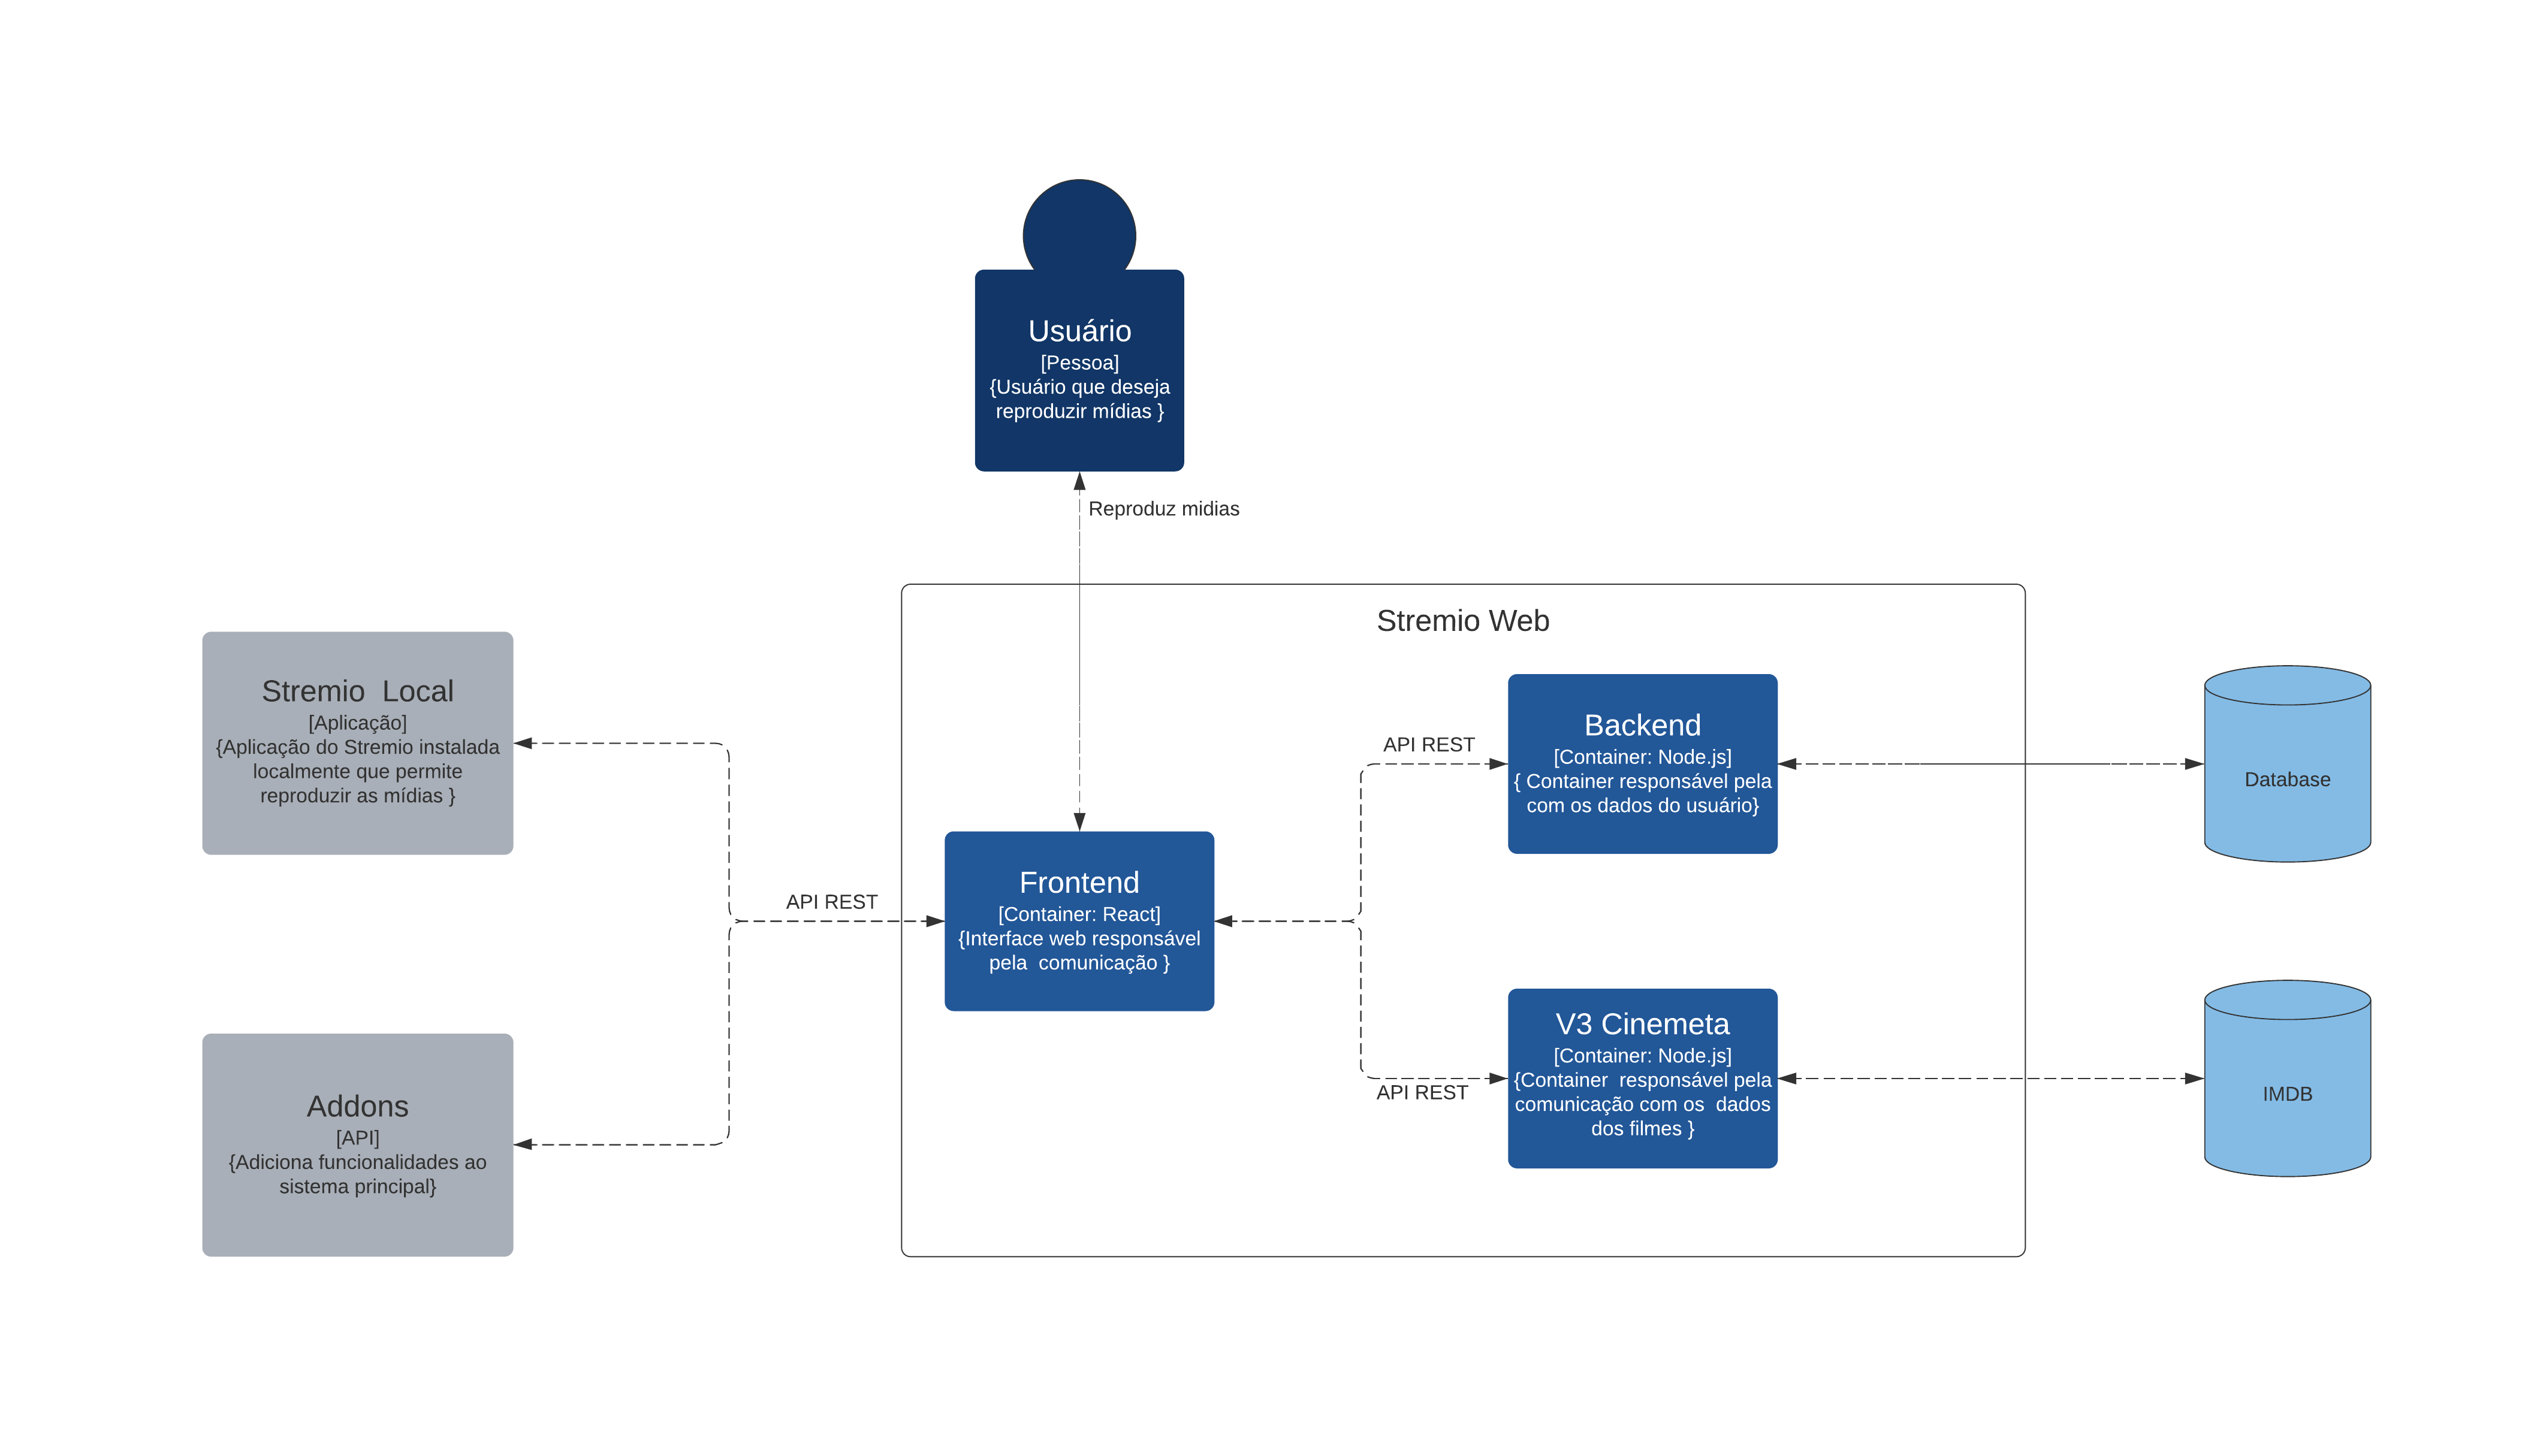 Usuário
[Pessoa]
{Usuário que deseja
reproduzir mídias }
Reproduz midias
Stremio Web
Stremio  Local
[Aplicação]
{Aplicação do Stremio instalada
localmente que permite
reproduzir as mídias }
Addons
[API]
{Adiciona funcionalidades ao
sistema principal}
API REST
Frontend
[Container: React]
{Interface web responsável
pela  comunicação }
API REST
Backend
[Container: Node.js]
{ Container responsável pela
com os dados do usuário}
API REST
V3 Cinemeta
[Container: Node.js]
{Container  responsável pela
comunicação com os  dados
dos filmes }
Database
IMDB